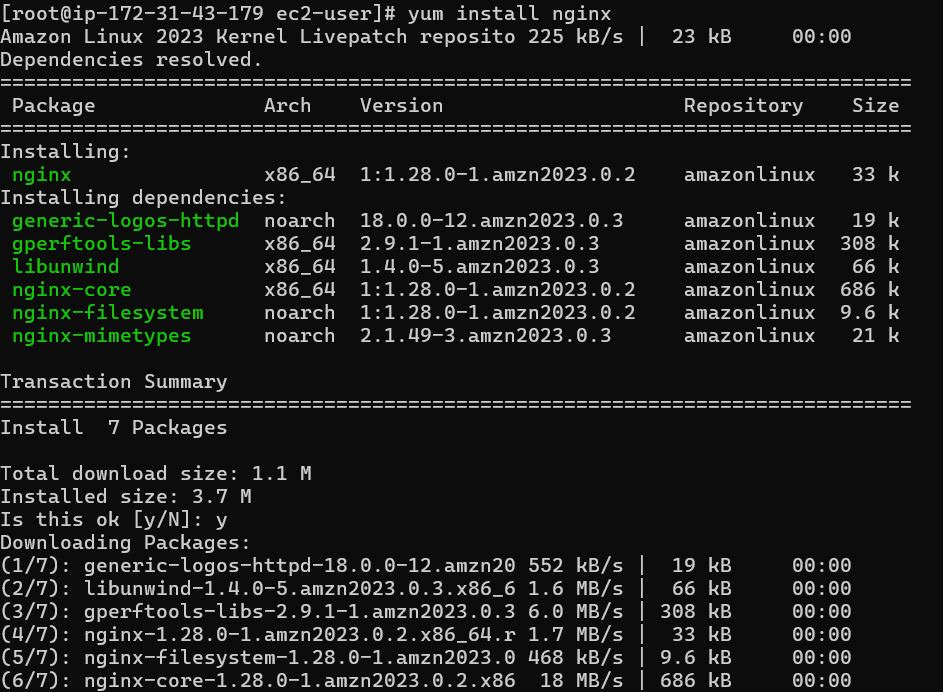 [root@ip-172-31-43-179 ec2-user]# yum install nginx
Amazon Linux 2023 Kernel Livepatch reposito 225 kB/s |  23 kB     00:00
Dependencies resolved.
============================================================================
 Package              Arch    Version                    Repository    Size
============================================================================
Installing:
 nginx                x86_64  1:1.28.0-1.amzn2023.0.2    amazonlinux   33 k
Installing dependencies:
 generic-logos-httpd  noarch  18.0.0-12.amzn2023.0.3     amazonlinux   19 k
 gperftools-libs      x86_64  2.9.1-1.amzn2023.0.3       amazonlinux  308 k
 libunwind            x86_64  1.4.0-5.amzn2023.0.3       amazonlinux   66 k
 nginx-core           x86_64  1:1.28.0-1.amzn2023.0.2    amazonlinux  686 k
 nginx-filesystem     noarch  1:1.28.0-1.amzn2023.0.2    amazonlinux  9.6 k
 nginx-mimetypes      noarch  2.1.49-3.amzn2023.0.3      amazonlinux   21 k

Transaction Summary
============================================================================
Install  7 Packages

Total download size: 1.1 M
Installed size: 3.7 M
Is this ok [y/N]: y
Downloading Packages:
(1/7): generic-logos-httpd-18.0.0-12.amzn20 552 kB/s |  19 kB     00:00
(2/7): libunwind-1.4.0-5.amzn2023.0.3.x86_6 1.6 MB/s |  66 kB     00:00
(3/7): gperftools-libs-2.9.1-1.amzn2023.0.3 6.0 MB/s | 308 kB     00:00
(4/7): nginx-1.28.0-1.amzn2023.0.2.x86_64.r 1.7 MB/s |  33 kB     00:00
(5/7): nginx-filesystem-1.28.0-1.amzn2023.0 468 kB/s | 9.6 kB     00:00
(6/7): nginx-core-1.28.0-1.amzn2023.0.2.x86  18 MB/s | 686 kB     00:00